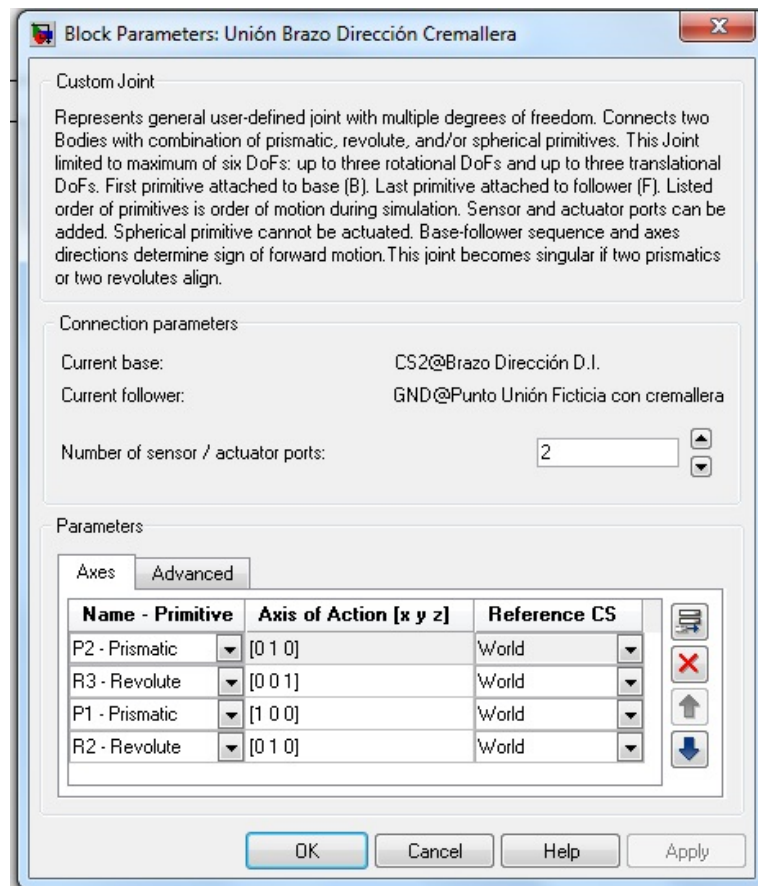 Block Parameters: Unión Brazo Dirección Cremallera
Custom Joint
Represents general user-defined joint with multiple degrees of freedom. Connects two
Bodies with combination of prismatic, revolute, and/or spherical primitives. This Joint
limited to maximum of six DoFs: up to three rotational DoFs and up to three translational
DoFs. First primitive attached to base (B). Last primitive attached to follower (F). Listed
order of primitives is order of motion during simulation. Sensor and actuator ports can be
added. Spherical primitive cannot be actuated. Base-follower sequence and axes
directions determine sign of forward motion.This joint becomes singular if two prismatics
or two revolutes align.
Connection parameters
Current base: CS2@Brazo Dirección D.I.
Current follower: GND@Punto Unión Ficticia con cremallera
Number of sensor / actuator ports: 2
Parameters
Axes Advanced
Name - Primitive Axis of Action [x y z] Reference CS
P2 - Prismatic [0 1 0] World
R3 - Revolute [0 0 1] World
P1 - Prismatic [1 0 0] World
R2 - Revolute [0 1 0] World
OK Cancel Help Apply